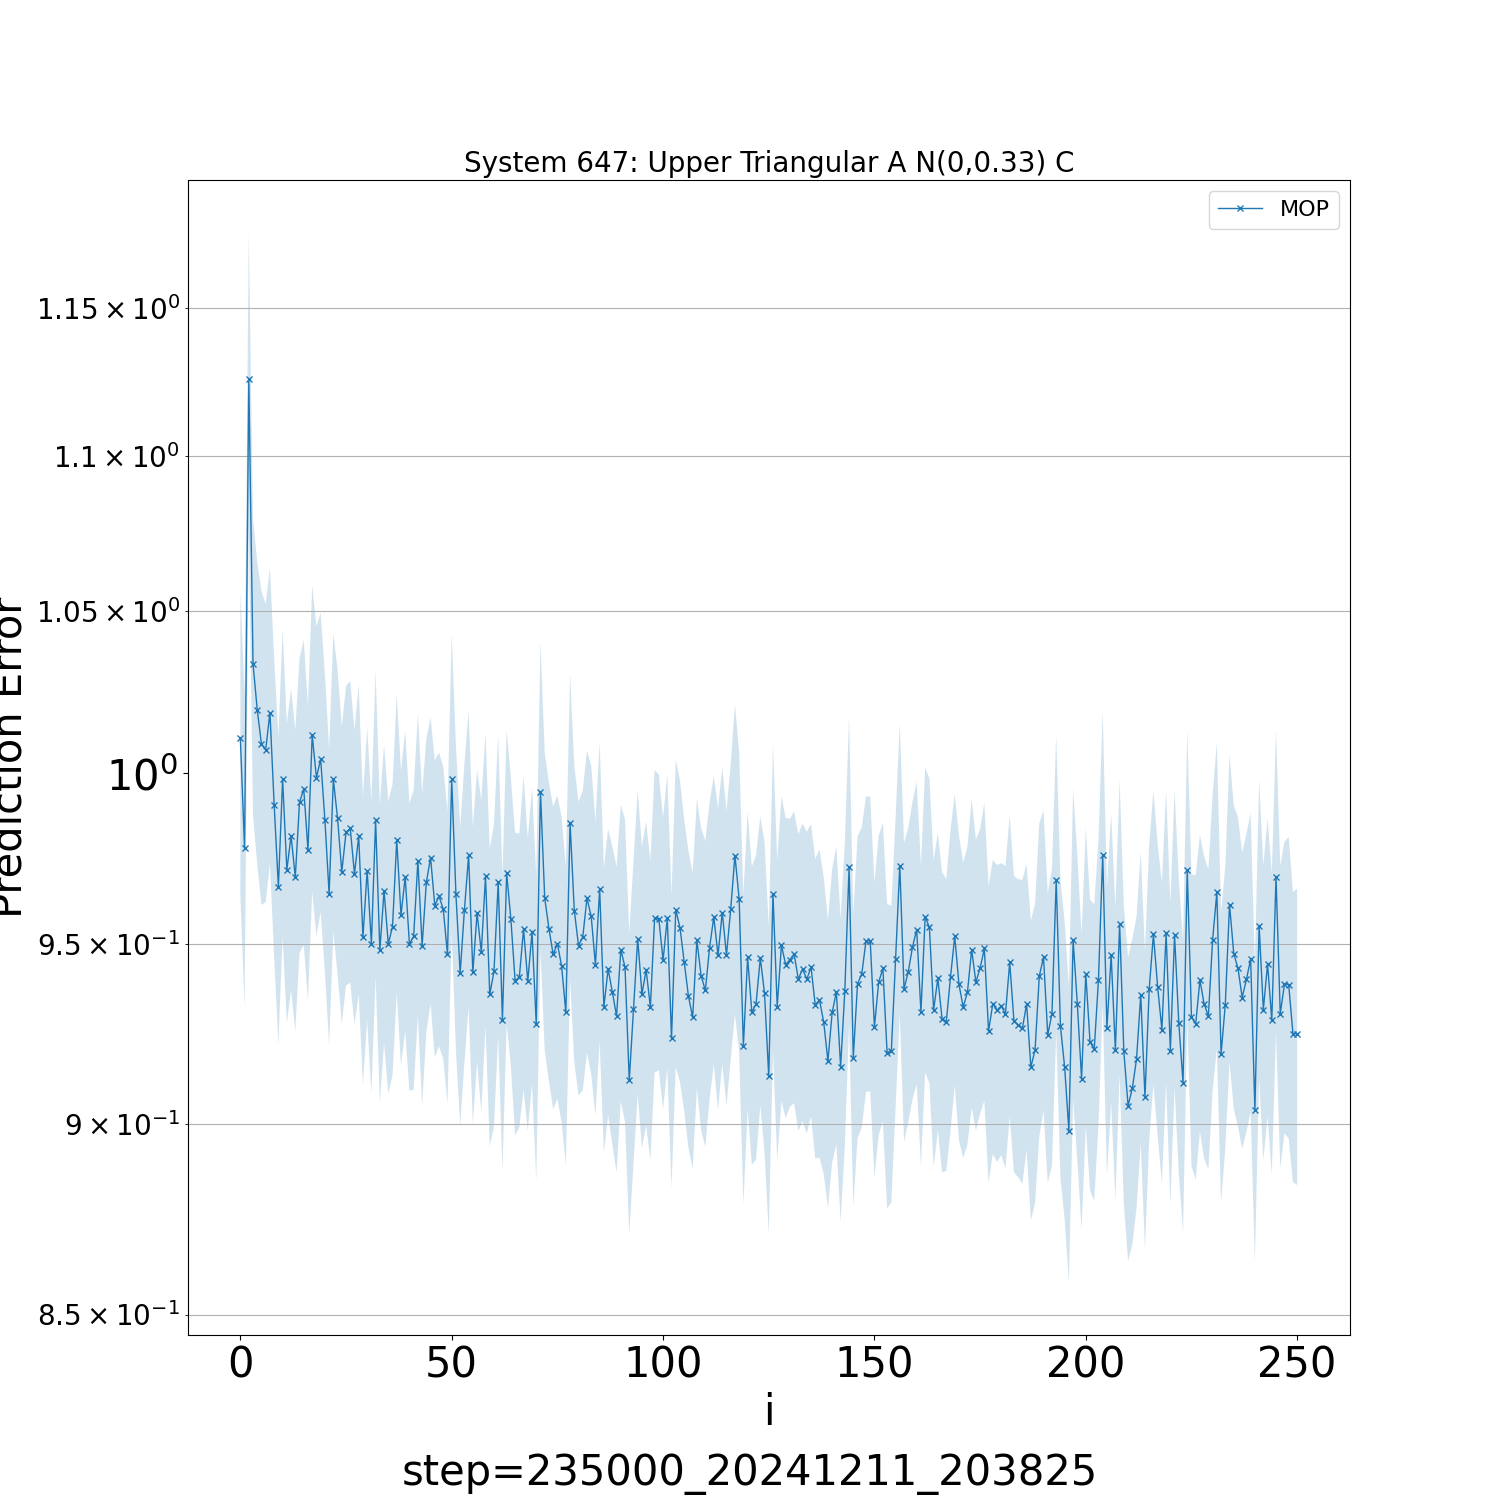 System 647: Upper Triangular A N(0,0.33) C
MOP
1.15 × 10⁰
1.1 × 10⁰
1.05 × 10⁰
10⁰
9.5 × 10⁻¹
9 × 10⁻¹
8.5 × 10⁻¹
Prediction Error
0 50 100 150 200 250
i
step=235000_20241211_203825